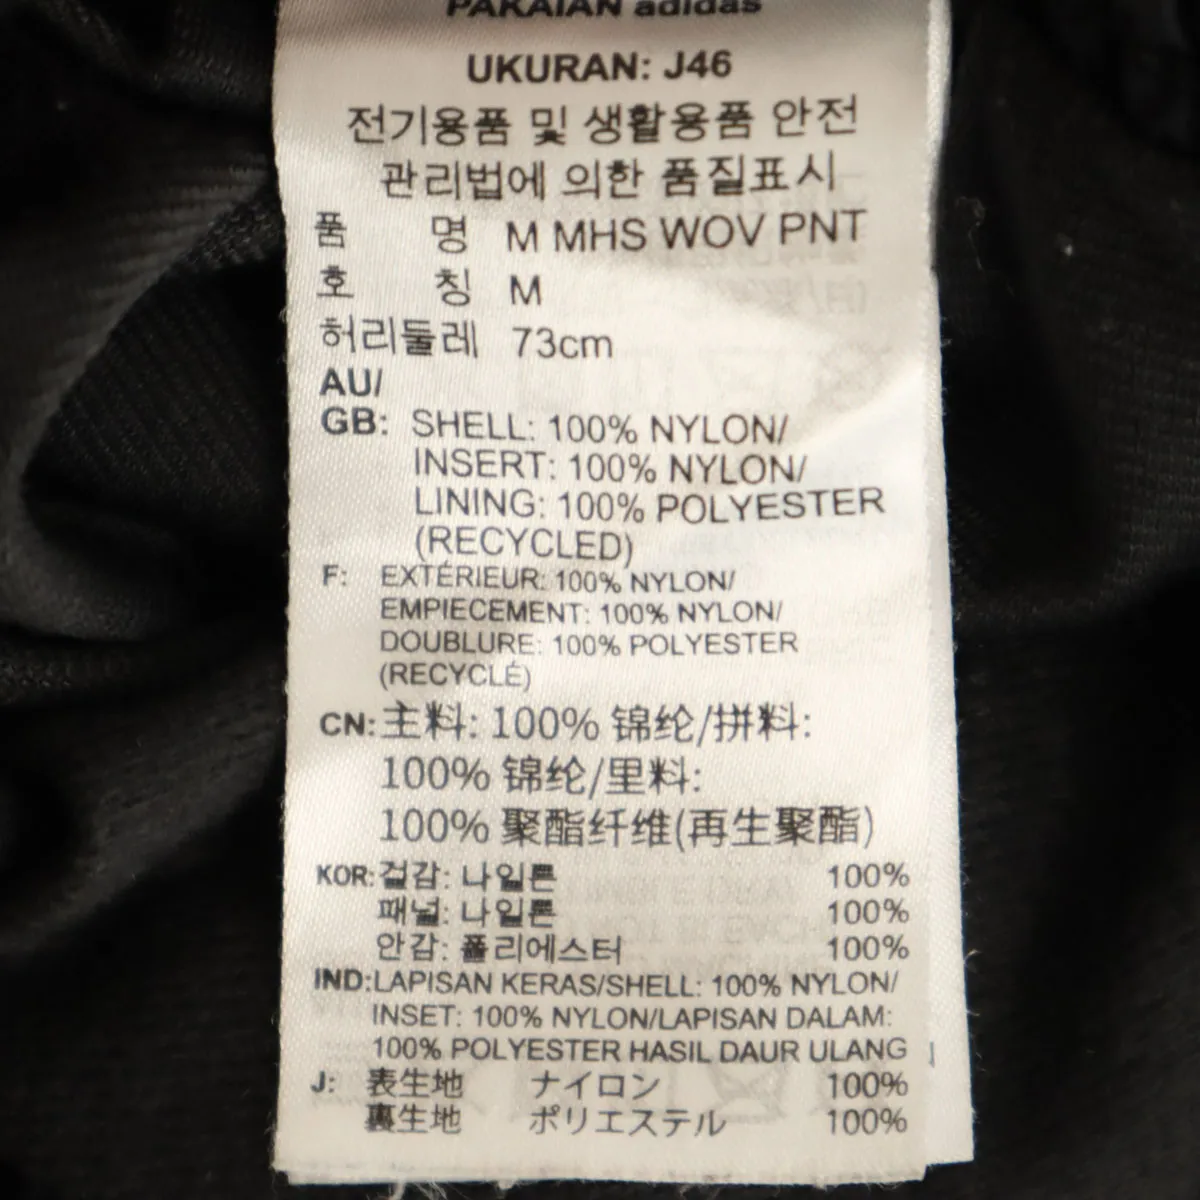 PAKAIAN adidas
UKURAN: J46
전기용품 및 생활용품 안전
관리법에 의한 품질표시
품 명 M MHS WOV PNT
호 칭 M
허리둘레 73cm
AU/
GB: SHELL: 100% NYLON/
INSERT: 100% NYLON/
LINING: 100% POLYESTER
(RECYCLED)
F: EXTÉRIEUR: 100% NYLON/
EMPIECEMENT: 100% NYLON/
DOUBLURE: 100% POLYESTER
(RECYCLÉ)
CN: 主料: 100% 锦纶/拼料:
100% 锦纶/里料:
100% 聚酯纤维(再生聚酯)
KOR: 겉감: 나일론 100%
패널: 나일론 100%
안감: 폴리에스터 100%
IND: LAPISAN KERAS/SHELL: 100% NYLON/
INSET: 100% NYLON/LAPISAN DALAM:
100% POLYESTER HASIL DAUR ULANG
J: 表生地 ナイロン 100%
裏生地 ポリエステル 100%